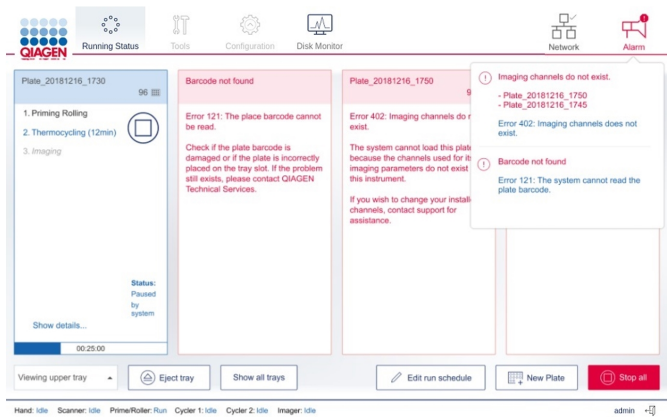 QIAGEN
Running Status
Tools
Configuration
Disk Monitor
Network
Alarm
Plate_20181216_1730
96
1. Priming Rolling
2. Thermocycling (12min)
3. Imaging
Status:
Paused
by
system
Show details...
00:25:00
Barcode not found
Error 121: The place barcode cannot
be read.
Check if the plate barcode is
damaged or if the plate is incorrectly
placed on the tray slot. If the problem
still exists, please contact QIAGEN
Technical Services.
Plate_20181216_1750
9
Error 402: Imaging channels do
exist.
The system cannot load this plate
because the channels used for its
imaging parameters do not exist
this instrument.
If you wish to change your install
channels, contact support for
assistance.
Imaging channels do not exist.
- Plate_20181216_1750
- Plate_20181216_1745
Error 402: Imaging channels does not
exist.
Barcode not found
Error 121: The system cannot read the
plate barcode.
Viewing upper tray
Eject tray
Show all trays
Edit run schedule
New Plate
Stop all
Hand: Idle Scanner: Idle Prime/Roller: Run Cycler 1: Idle Cycler 2: Idle Imager: Idle
admin